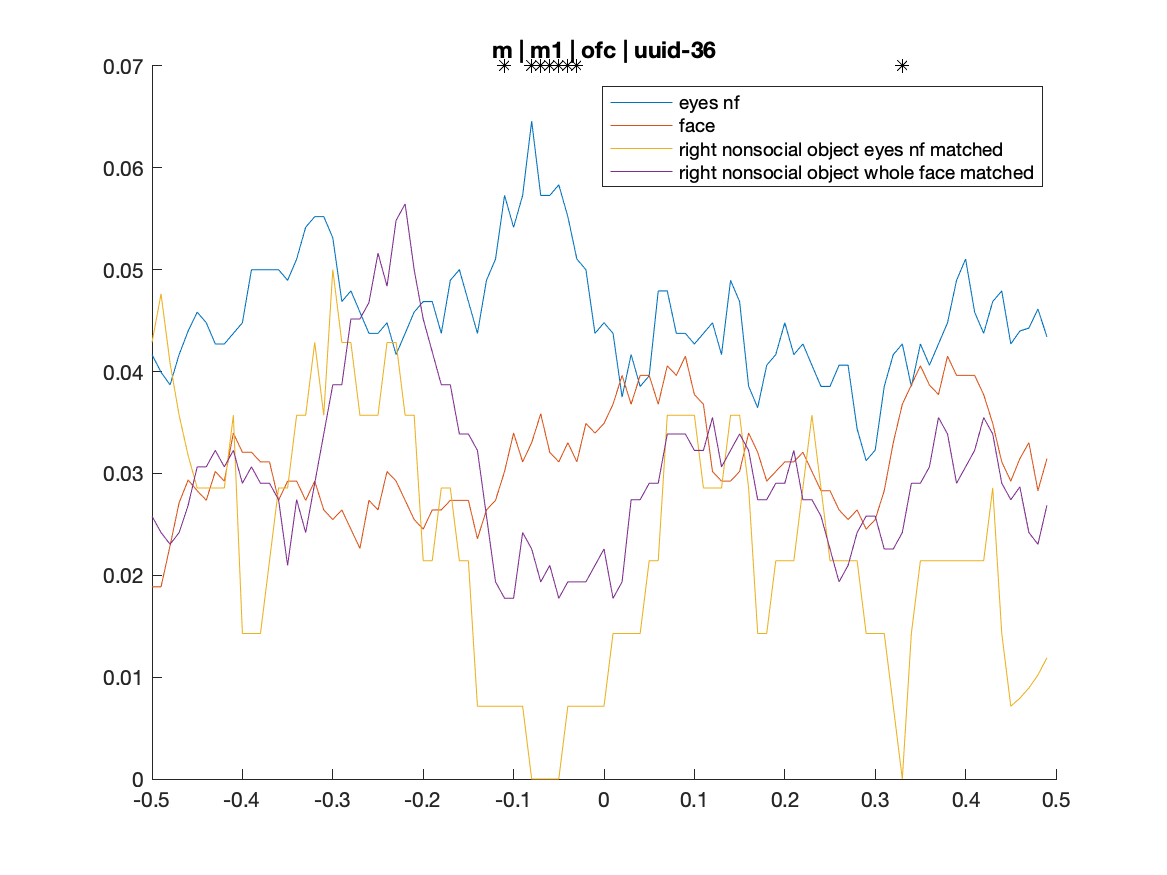 m | m1 | ofc | uuid-36
0.07
0.06
0.05
0.04
0.03
0.02
0.01
0
eyes nf
face
right nonsocial object eyes nf matched
right nonsocial object whole face matched
-0.5 -0.4 -0.3 -0.2 -0.1 0 0.1 0.2 0.3 0.4 0.5